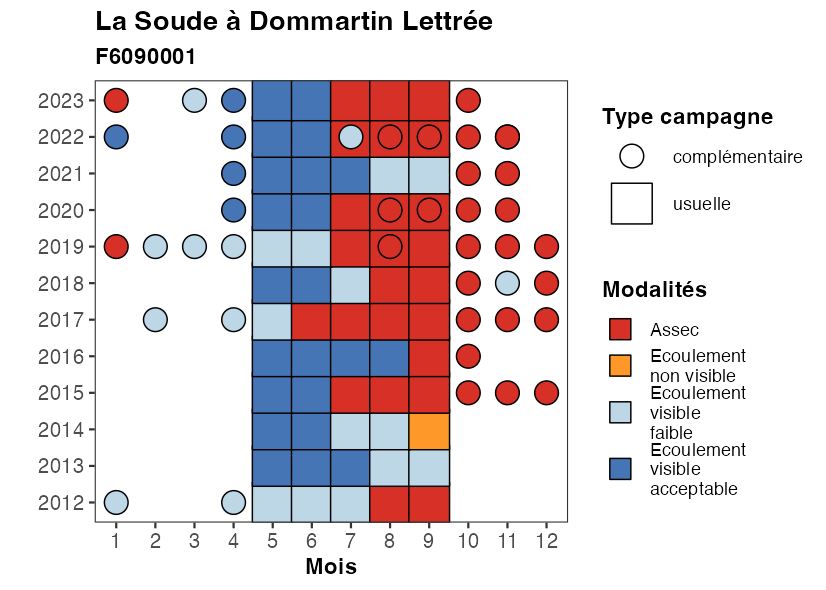 La Soude à Dommartin Lettrée
F6090001
2023
2022
2021
2020
2019
2018
2017
2016
2015
2014
2013
2012
1 2 3 4 5 6 7 8 9 10 11 12
Mois
Type campagne
complémentaire
usuelle
Modalités
Assec
Ecoulement
non visible
Ecoulement
visible
faible
Ecoulement
visible
acceptable